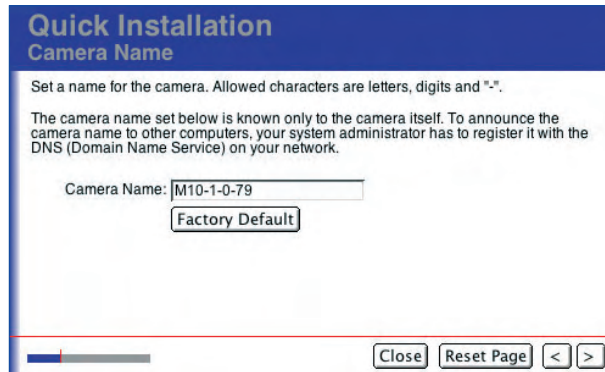 Quick Installation
Camera Name
Set a name for the camera. Allowed characters are letters, digits and "-".
The camera name set below is known only to the camera itself. To announce the
camera name to other computers, your system administrator has to register it with the
DNS (Domain Name Service) on your network.
Camera Name: M10-1-0-79
Factory Default
Close Reset Page < >